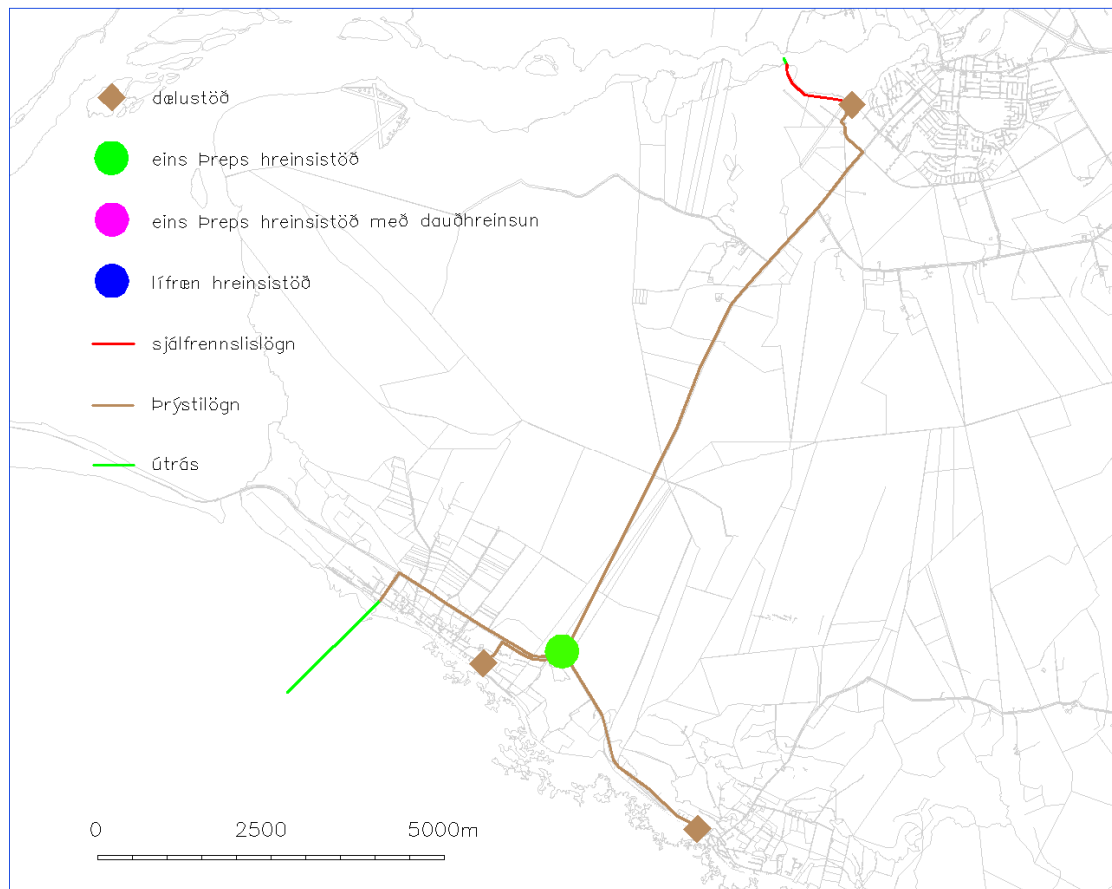 dælustöð
eins Þreps hreinsistöð
eins Þreps hreinsistöð með dauðhreinsun
lífræn hreinsistöð
sjálfrennslislögn
Þrýstilögn
útrás
0 2500 5000m